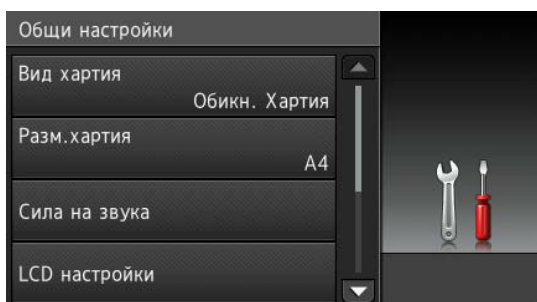 Общи настройки
Вид хартия
Обикн. Хартия
Разм.хартия
A4
Сила на звука
LCD настройки